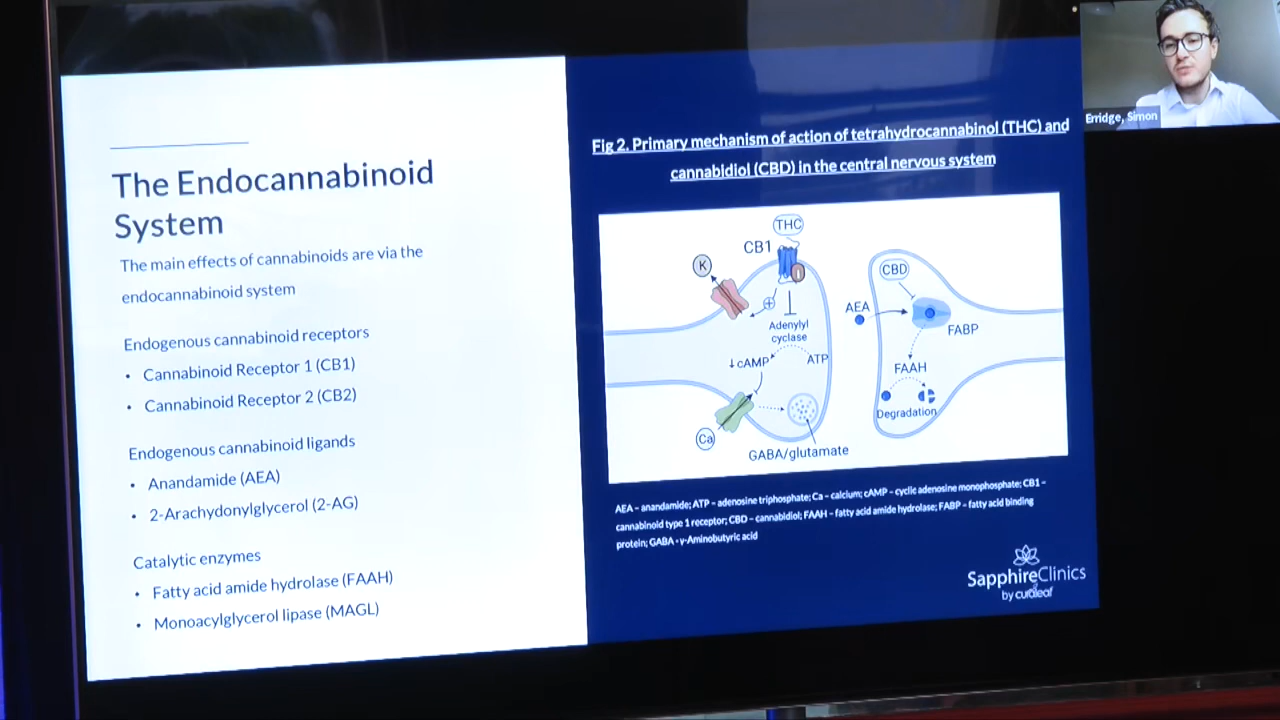 The Endocannabinoid
System
The main effects of cannabinoids are via the
endocannabinoid system
Endogenous cannabinoid receptors
• Cannabinoid Receptor 1 (CB1)
• Cannabinoid Receptor 2 (CB2)
Endogenous cannabinoid ligands
• Anandamide (AEA)
• 2-Arachydonylglycerol (2-AG)
Catalytic enzymes
• Fatty acid amide hydrolase (FAAH)
• Monoacylglycerol lipase (MAGL)
Fig 2. Primary mechanism of action of tetrahydrocannabinol (THC) and
cannabidiol (CBD) in the central nervous system
THC
CB1
K
Adenylyl
cyclase
↓cAMP
ATP
Ca
GABA/glutamate
CBD
AEA
FABP
FAAH
Degradation
AEA – anandamide; ATP – adenosine triphosphate; Ca – calcium; cAMP – cyclic adenosine monophosphate; CB1 –
cannabinoid type 1 receptor; CBD – cannabidiol; FAAH – fatty acid amide hydrolase; FABP – fatty acid binding
protein; GABA - γ-Aminobutyric acid
SapphireClinics
by curaleaf
Erridge, Simon